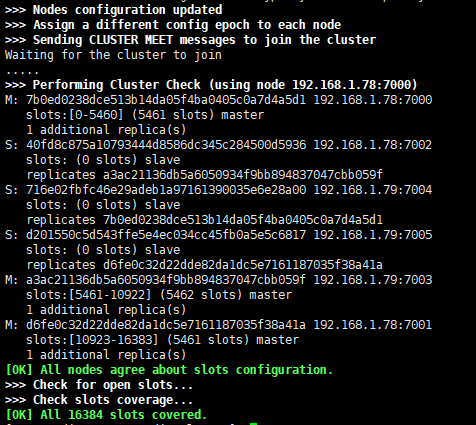 >>> Nodes configuration updated
>>> Assign a different config epoch to each node
>>> Sending CLUSTER MEET messages to join the cluster
Waiting for the cluster to join
.....
>>> Performing Cluster Check (using node 192.168.1.78:7000)
M: 7b0ed0238dce513b14da05f4ba0405c0a7d4a5d1 192.168.1.78:7000
slots:[0-5460] (5461 slots) master
1 additional replica(s)
S: 40fd8c875a10793444d8586dc345c284500d5936 192.168.1.78:7002
slots: (0 slots) slave
replicates a3ac21136db5a6050934f9bb894837047cbb059f
S: 716e02fbfc46e29adeb1a97161390035e6e28a00 192.168.1.79:7004
slots: (0 slots) slave
replicates 7b0ed0238dce513b14da05f4ba0405c0a7d4a5d1
S: d201550c5d543ffe5e4ec034cc45fb0a5e5c6817 192.168.1.79:7005
slots: (0 slots) slave
replicates d6fe0c32d22dde82da1dc5e7161187035f38a41a
M: a3ac21136db5a6050934f9bb894837047cbb059f 192.168.1.79:7003
slots:[5461-10922] (5462 slots) master
1 additional replica(s)
M: d6fe0c32d22dde82da1dc5e7161187035f38a41a 192.168.1.78:7001
slots:[10923-16383] (5461 slots) master
1 additional replica(s)
[OK] All nodes agree about slots configuration.
>>> Check for open slots...
>>> Check slots coverage...
[OK] All 16384 slots covered.